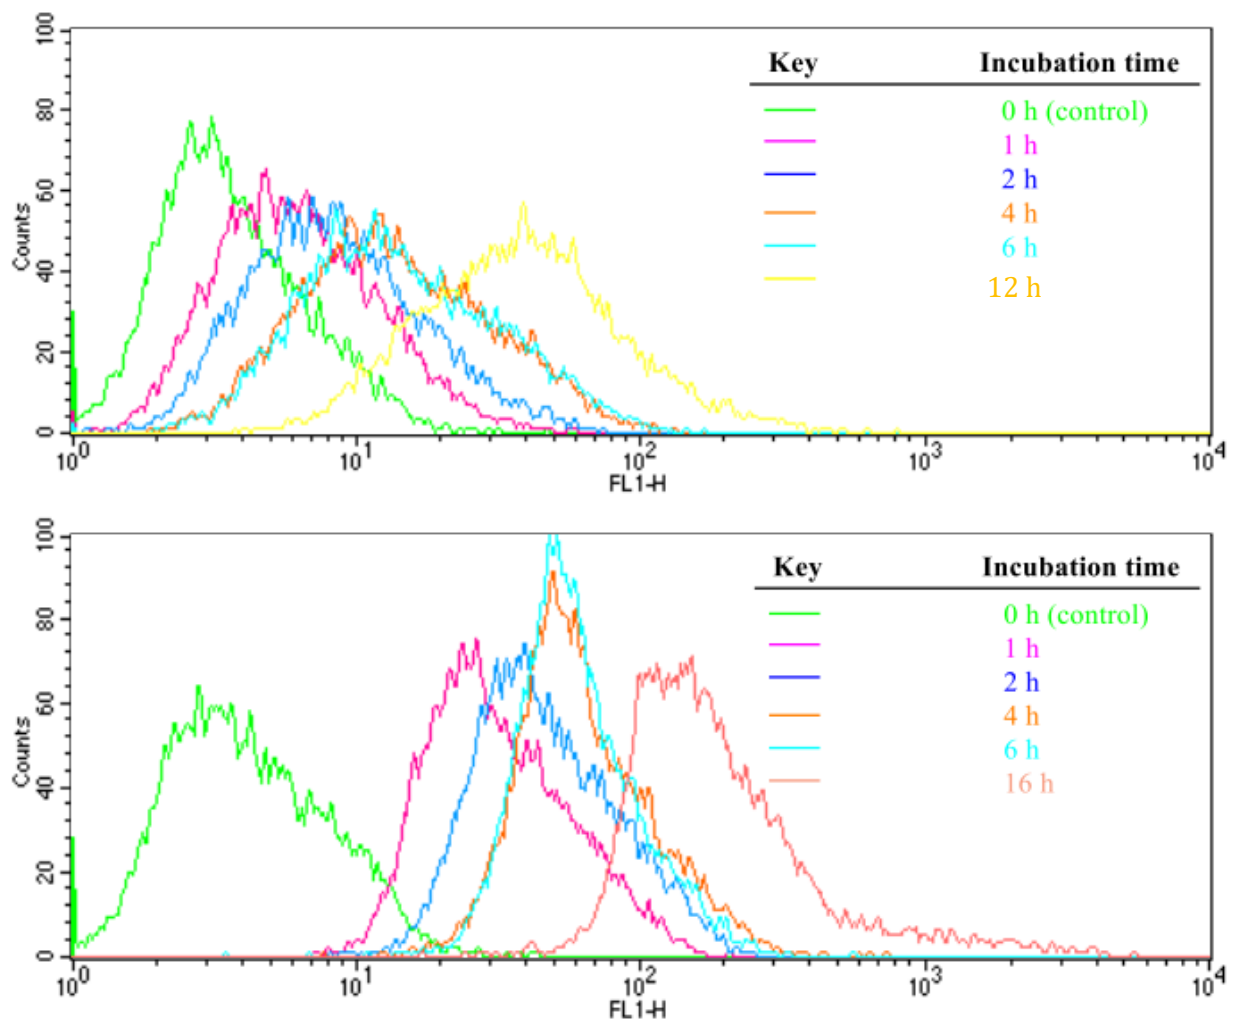 100
Key Incubation time
0 h (control)
80
1 h
2 h
60
4 h
6 h
40
12 h
20
0
Counts
10^0 10^1 10^2 10^3 10^4
FL1-H
100
Key Incubation time
0 h (control)
80
1 h
2 h
60
4 h
6 h
40
16 h
20
0
Counts
10^0 10^1 10^2 10^3 10^4
FL1-H